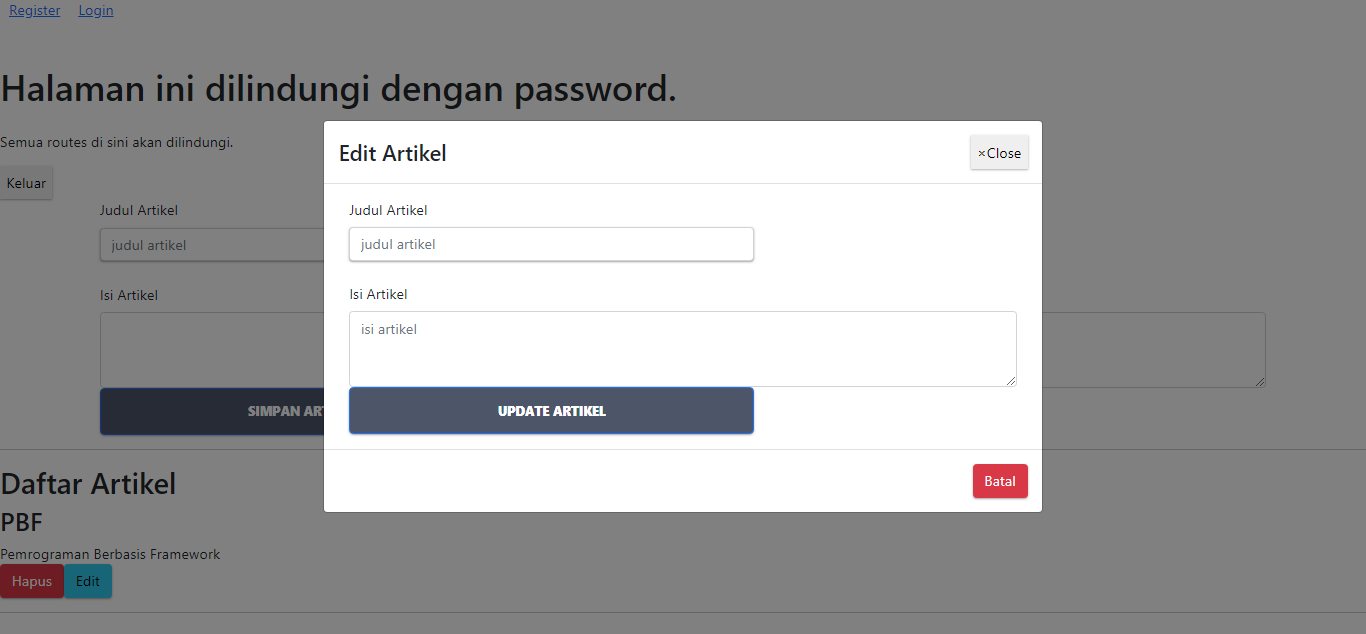 Register Login
Halaman ini dilindungi dengan password.
Semua routes di sini akan dilindungi.
Keluar
Judul Artikel
judul artikel
Isi Artikel
SIMPAN ART
Edit Artikel
×Close
Judul Artikel
judul artikel
Isi Artikel
isi artikel
UPDATE ARTIKEL
Batal
Daftar Artikel
PBF
Pemrograman Berbasis Framework
Hapus Edit